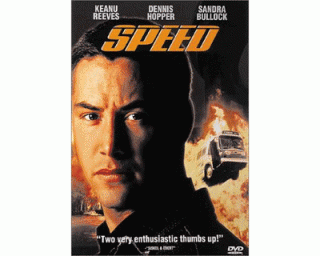 KEANU DENNIS SANDRA
REEVES HOPPER BULLOCK
SPEED
"Two very enthusiastic thumbs up!"
DVD